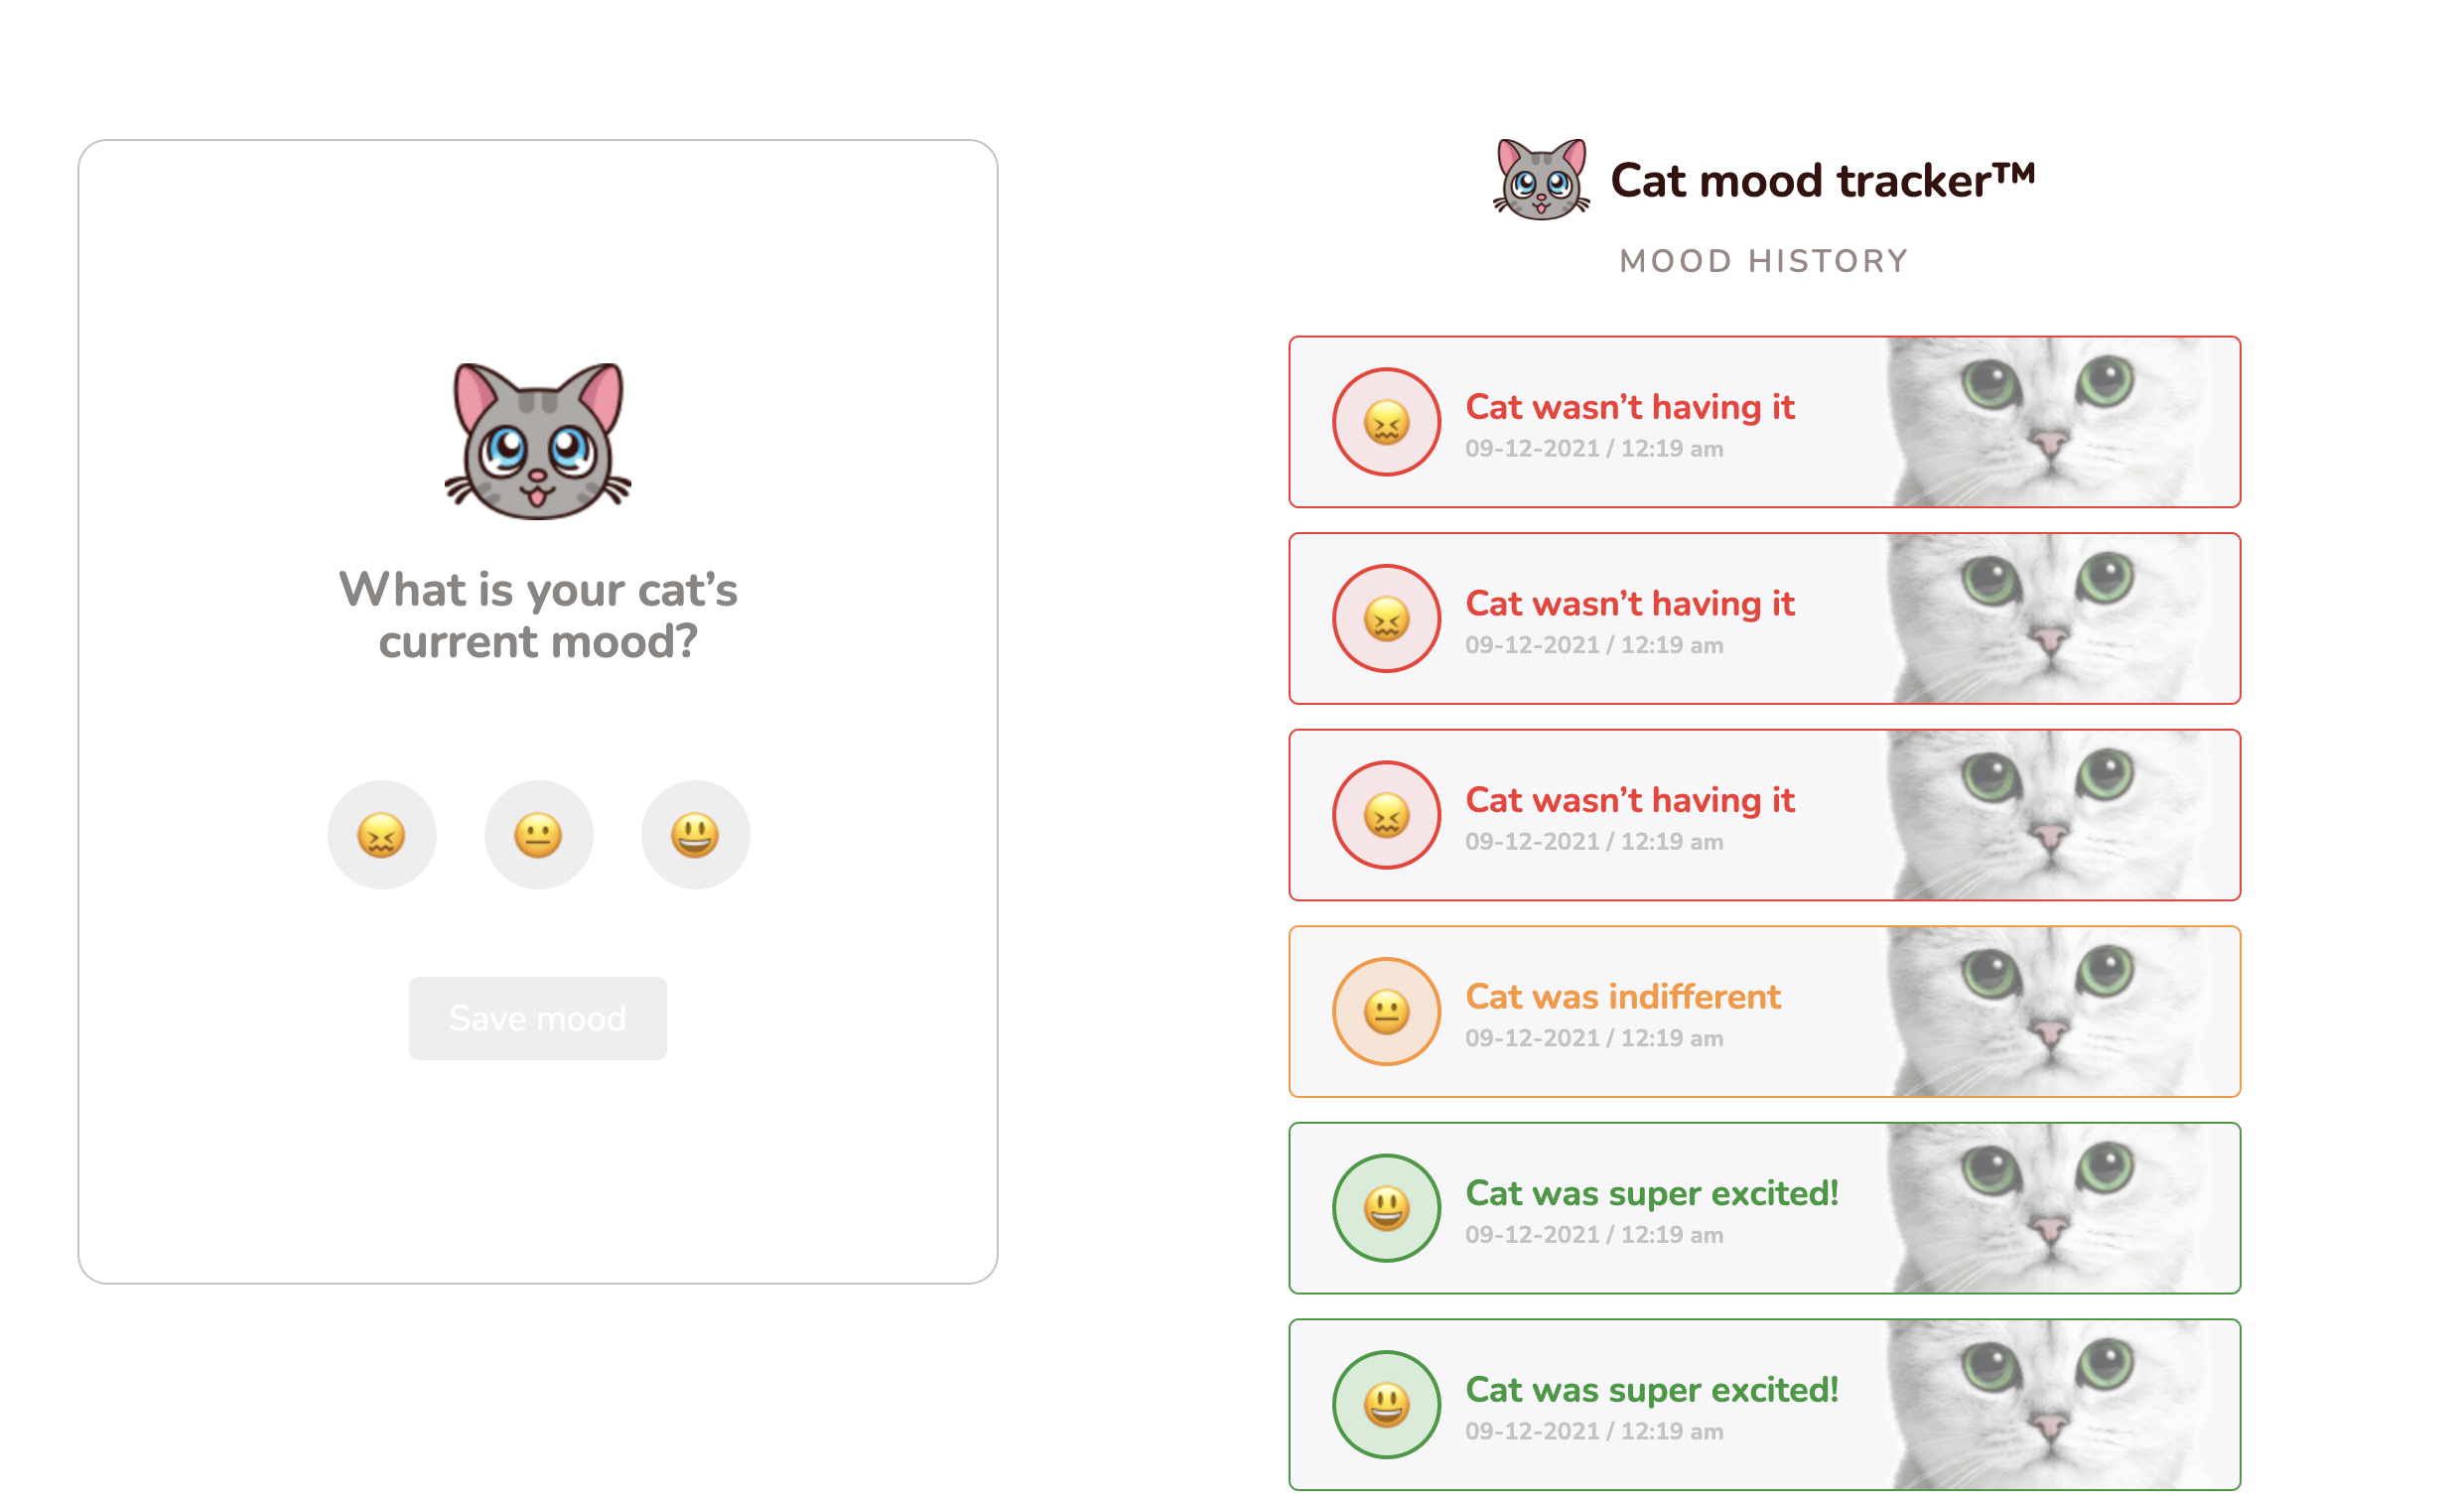 What is your cat’s
current mood?
Save mood
Cat mood tracker™
MOOD HISTORY
Cat wasn’t having it
09-12-2021 / 12:19 am
Cat wasn’t having it
09-12-2021 / 12:19 am
Cat wasn’t having it
09-12-2021 / 12:19 am
Cat was indifferent
09-12-2021 / 12:19 am
Cat was super excited!
09-12-2021 / 12:19 am
Cat was super excited!
09-12-2021 / 12:19 am